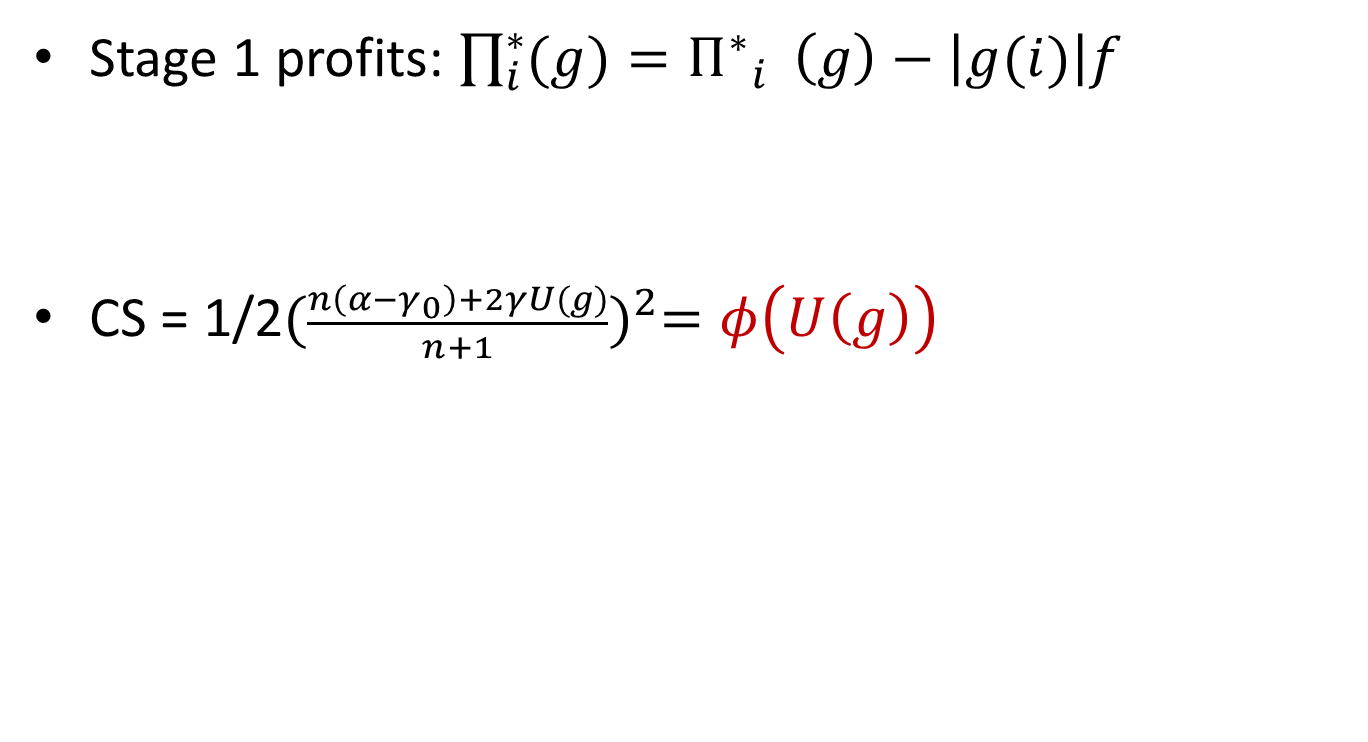 • Stage 1 profits: ∏*ᵢ(g) = Π*ᵢ (g) − |g(i)|f
• CS = 1/2((n(α−γ₀)+2γU(g))/(n+1))² = ϕ(U(g))